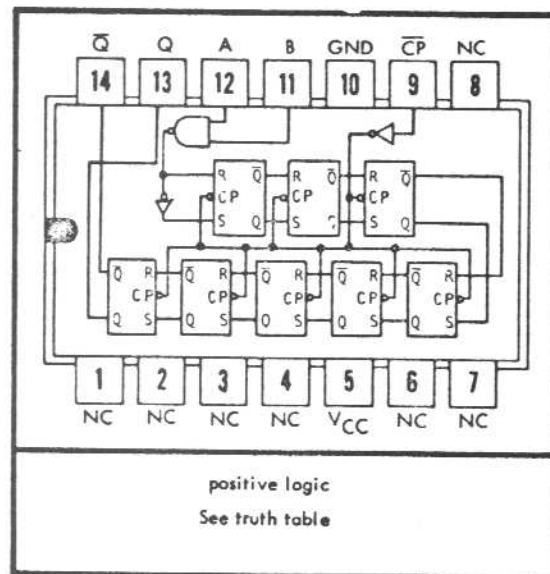 Q̅ Q A B GND C̅P̅ NC
14 13 12 11 10 9 8
R Q̅ R Q̅ R Q̅
CP CP CP
S Q S Q S Q
Q̅ R Q̅ R Q̅ R Q̅ R Q̅ R
CP CP CP CP CP
Q S Q S Q S Q S Q S
1 2 3 4 5 6 7
NC NC NC NC VCC NC NC
positive logic
See truth table